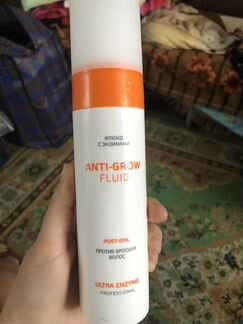 ФЛЮИД
С ЭНЗИМАМИ
ANTI-GROW
FLUID
POST-EPIL
ПРОТИВ ВРОСШИХ
ВОЛОС
ULTRA ENZYME
PROFESSIONAL